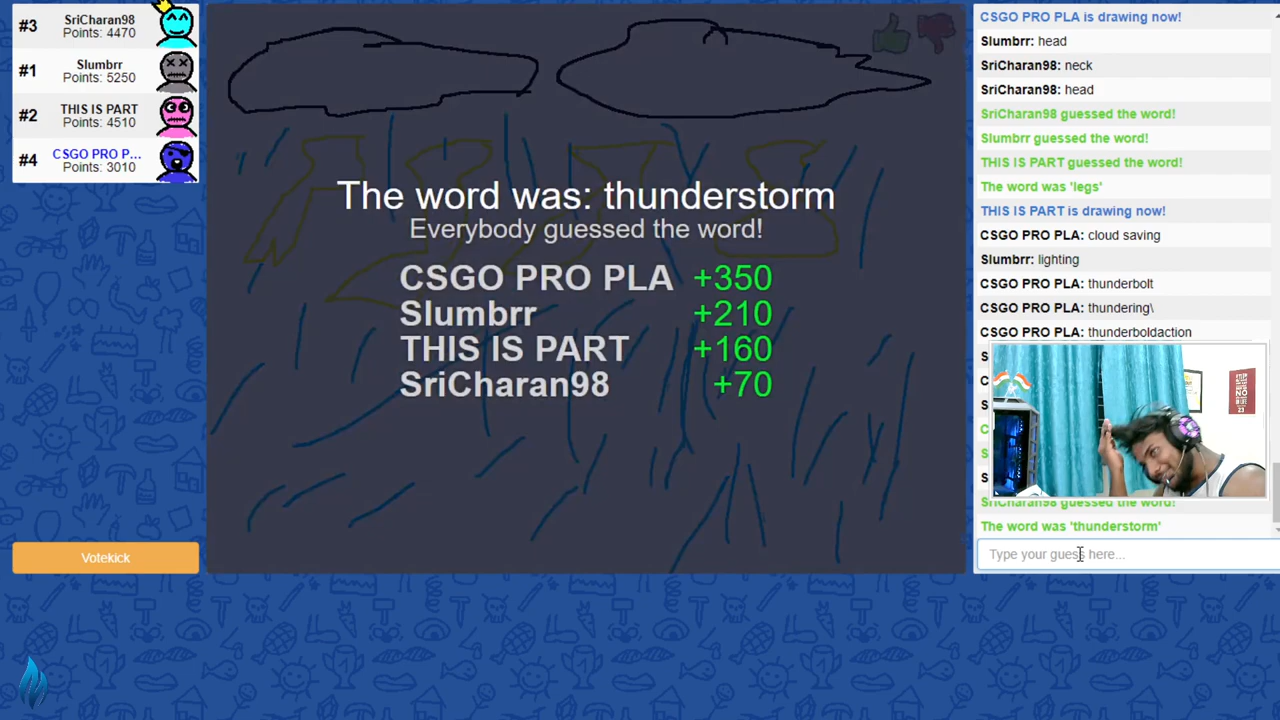 #3
SriCharan98
Points: 4470
#1
Slumbrr
Points: 5250
#2
THIS IS PART
Points: 4510
#4
CSGO PRO P...
Points: 3010
Votekick
The word was: thunderstorm
Everybody guessed the word!
CSGO PRO PLA +350
Slumbrr +210
THIS IS PART +160
SriCharan98 +70
CSGO PRO PLA is drawing now!
Slumbrr: head
SriCharan98: neck
SriCharan98: head
SriCharan98 guessed the word!
Slumbrr guessed the word!
THIS IS PART guessed the word!
The word was 'legs'
THIS IS PART is drawing now!
CSGO PRO PLA: cloud saving
Slumbrr: lighting
CSGO PRO PLA: thunderbolt
CSGO PRO PLA: thundering\
CSGO PRO PLA: thunderboldaction
SriCharan98 guessed the word!
The word was 'thunderstorm'
Type your guess here...